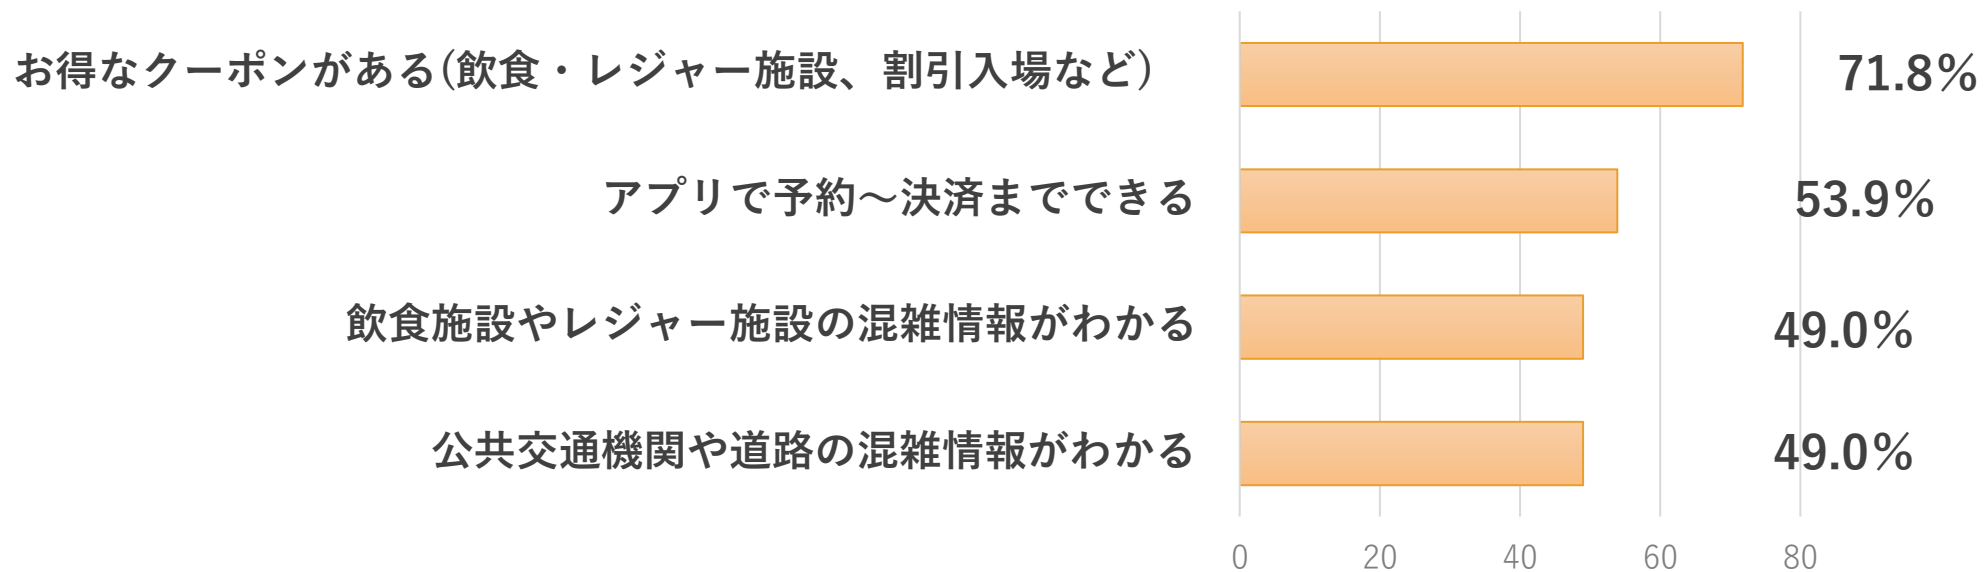 お得なクーポンがある(飲食・レジャー施設、割引入場など) 71.8%
アプリで予約～決済までできる 53.9%
飲食施設やレジャー施設の混雑情報がわかる 49.0%
公共交通機関や道路の混雑情報がわかる 49.0%
0 20 40 60 80